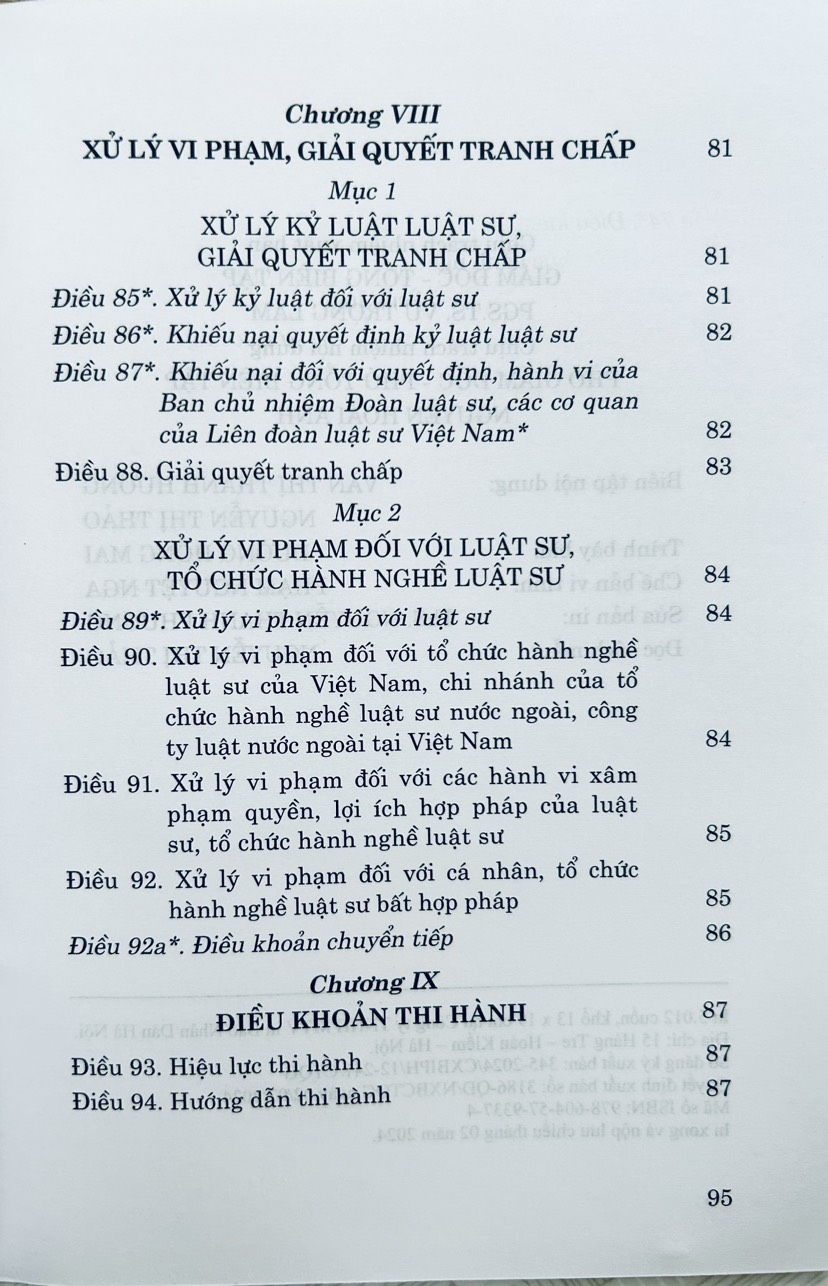 Chương VIII
XỬ LÝ VI PHẠM, GIẢI QUYẾT TRANH CHẤP 81
Mục 1
XỬ LÝ KỶ LUẬT LUẬT SƯ,
GIẢI QUYẾT TRANH CHẤP 81
Điều 85*. Xử lý kỷ luật đối với luật sư 81
Điều 86*. Khiếu nại quyết định kỷ luật luật sư 82
Điều 87*. Khiếu nại đối với quyết định, hành vi của
Ban chủ nhiệm Đoàn luật sư, các cơ quan
của Liên đoàn luật sư Việt Nam* 82
Điều 88. Giải quyết tranh chấp 83
Mục 2
XỬ LÝ VI PHẠM ĐỐI VỚI LUẬT SƯ,
TỔ CHỨC HÀNH NGHỀ LUẬT SƯ 84
Điều 89*. Xử lý vi phạm đối với luật sư 84
Điều 90. Xử lý vi phạm đối với tổ chức hành nghề
luật sư của Việt Nam, chi nhánh của tổ
chức hành nghề luật sư nước ngoài, công
ty luật nước ngoài tại Việt Nam 84
Điều 91. Xử lý vi phạm đối với các hành vi xâm
phạm quyền, lợi ích hợp pháp của luật
sư, tổ chức hành nghề luật sư 85
Điều 92. Xử lý vi phạm đối với cá nhân, tổ chức
hành nghề luật sư bất hợp pháp 85
Điều 92a*. Điều khoản chuyển tiếp 86
Chương IX
ĐIỀU KHOẢN THI HÀNH 87
Điều 93. Hiệu lực thi hành 87
Điều 94. Hướng dẫn thi hành 87
95